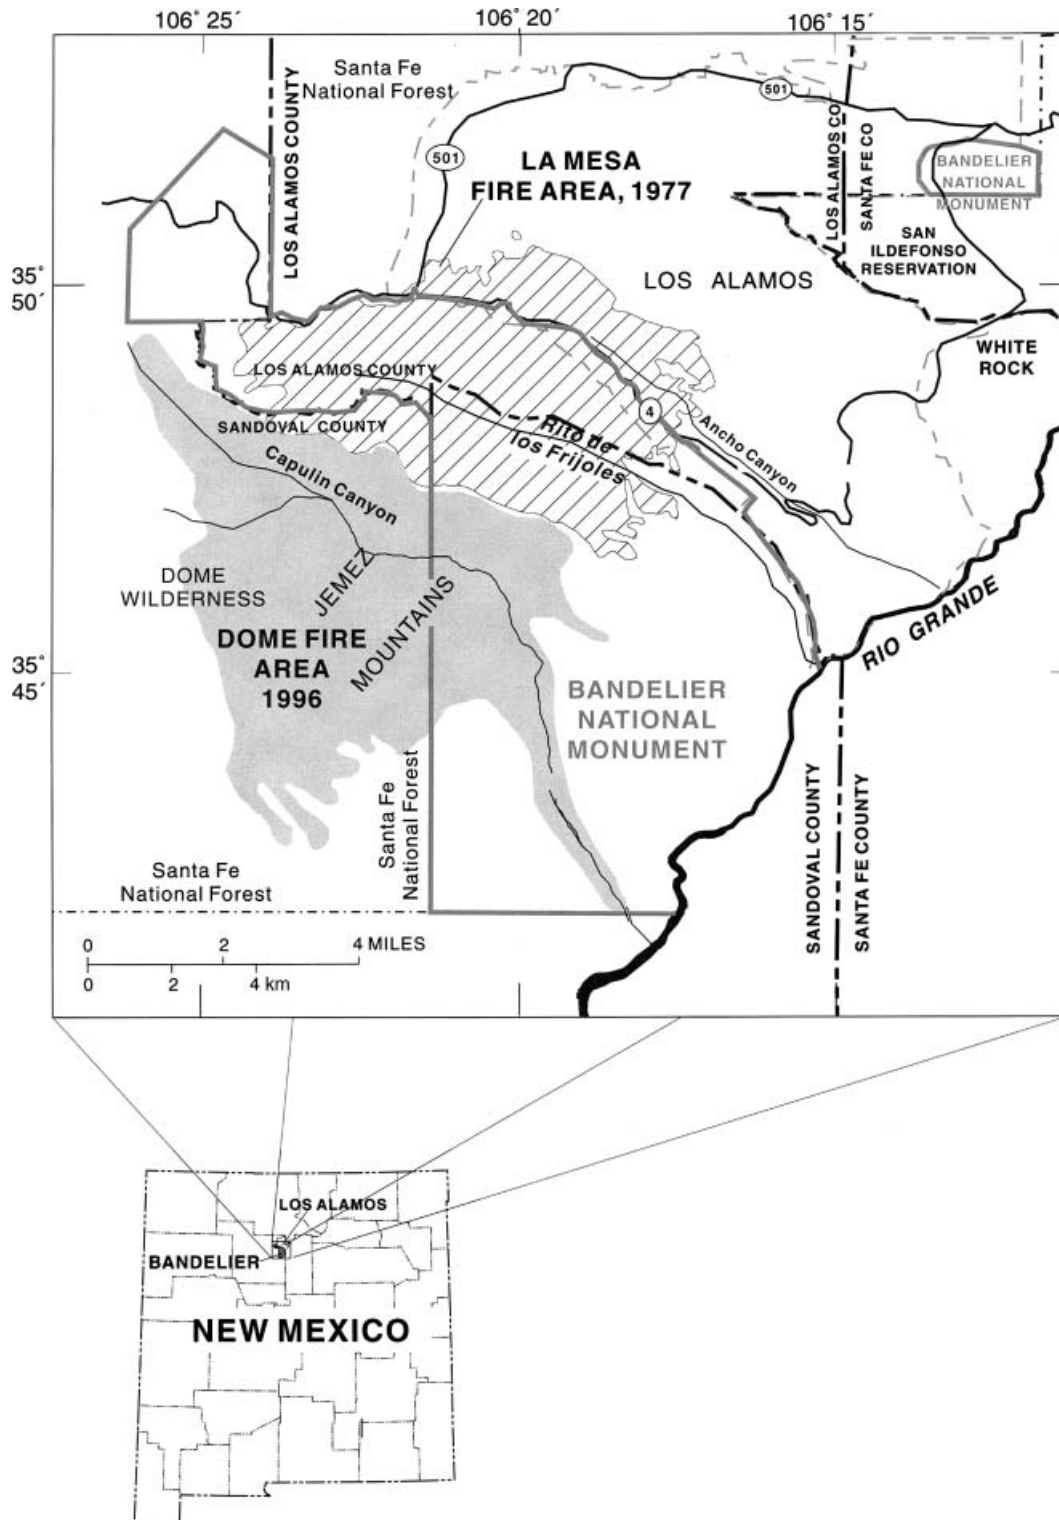 106° 25′
106° 20′
106° 15′
Santa Fe
National Forest
LOS ALAMOS COUNTY
501
501
LA MESA
FIRE AREA, 1977
LOS ALAMOS CO
SANTA FE CO
BANDELIER
NATIONAL
MONUMENT
SAN
ILDEFONSO
RESERVATION
35°
50′
LOS ALAMOS
WHITE
ROCK
LOS ALAMOS COUNTY
SANDOVAL COUNTY
4
Rito de
los Frijoles
Ancho Canyon
Capulin Canyon
DOME
WILDERNESS
JEMEZ
MOUNTAINS
DOME FIRE
AREA
1996
RIO GRANDE
35°
45′
BANDELIER
NATIONAL
MONUMENT
Santa Fe
National Forest
SANDOVAL COUNTY
SANTA FE COUNTY
Santa Fe
National Forest
0 2 4 MILES
0 2 4 km
LOS ALAMOS
BANDELIER
NEW MEXICO